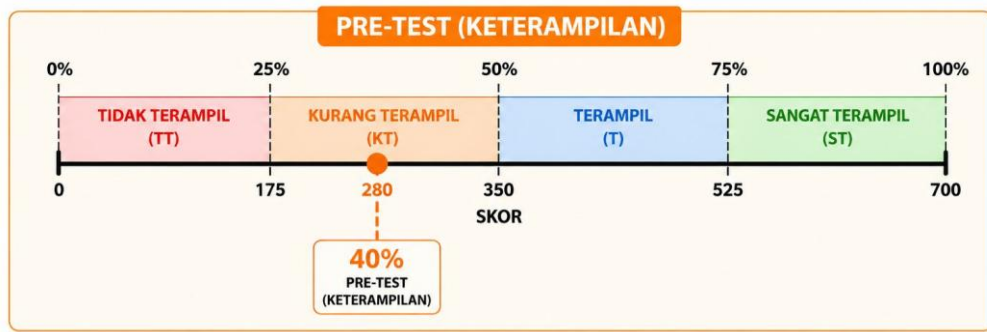 PRE-TEST (KETERAMPILAN)
0% 25% 50% 75% 100%
TIDAK TERAMPIL KURANG TERAMPIL TERAMPIL SANGAT TERAMPIL
(TT) (KT) (T) (ST)
0 175 280 350 525 700
SKOR
40%
PRE-TEST
(KETERAMPILAN)